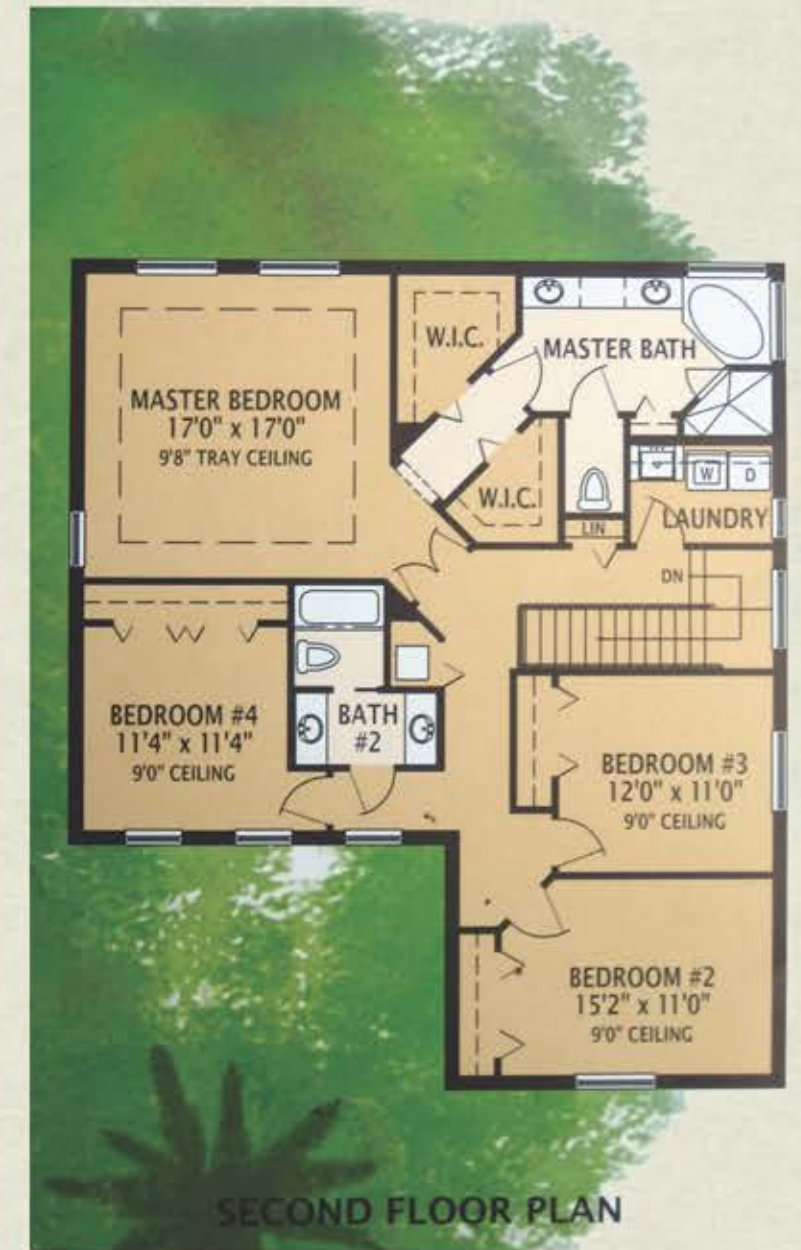 W.I.C.
MASTER BATH
MASTER BEDROOM
17'0" x 17'0"
9'8" TRAY CEILING
W
D
W.I.C.
LIN
LAUNDRY
DN
BEDROOM #4
11'4" x 11'4"
9'0" CEILING
BATH
#2
BEDROOM #3
12'0" x 11'0"
9'0" CEILING
BEDROOM #2
15'2" x 11'0"
9'0" CEILING
SECOND FLOOR PLAN